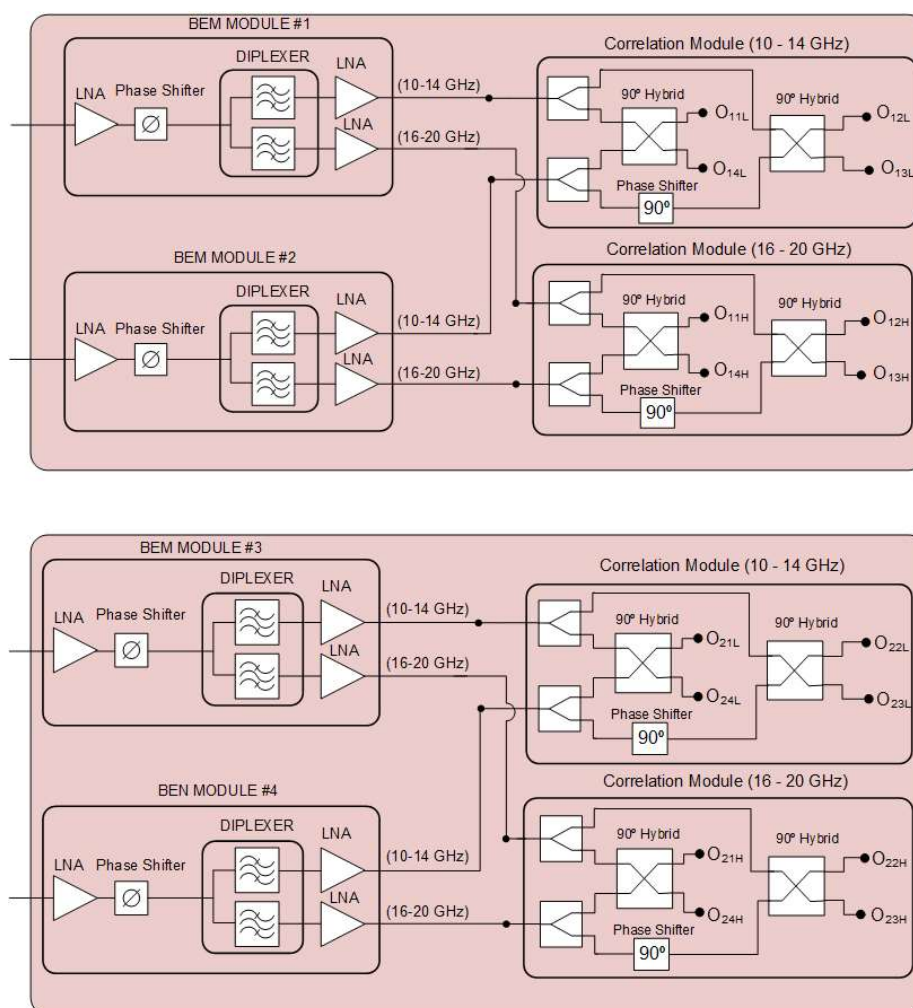 BEM MODULE #1
DIPLEXER
LNA
Phase Shifter
LNA
(10-14 GHz)
LNA
(16-20 GHz)
Correlation Module (10 - 14 GHz)
90º Hybrid
90º Hybrid
O11L
O12L
O14L
O13L
Phase Shifter
90º
BEM MODULE #2
DIPLEXER
LNA
Phase Shifter
LNA
(10-14 GHz)
LNA
(16-20 GHz)
Correlation Module (16 - 20 GHz)
90º Hybrid
90º Hybrid
O11H
O12H
O14H
O13H
Phase Shifter
90º
BEM MODULE #3
DIPLEXER
LNA
Phase Shifter
LNA
(10-14 GHz)
LNA
(16-20 GHz)
Correlation Module (10 - 14 GHz)
90º Hybrid
90º Hybrid
O21L
O22L
O24L
O23L
Phase Shifter
90º
BEN MODULE #4
DIPLEXER
LNA
Phase Shifter
LNA
(10-14 GHz)
LNA
(16-20 GHz)
Correlation Module (16 - 20 GHz)
90º Hybrid
90º Hybrid
O21H
O22H
O24H
O23H
Phase Shifter
90º